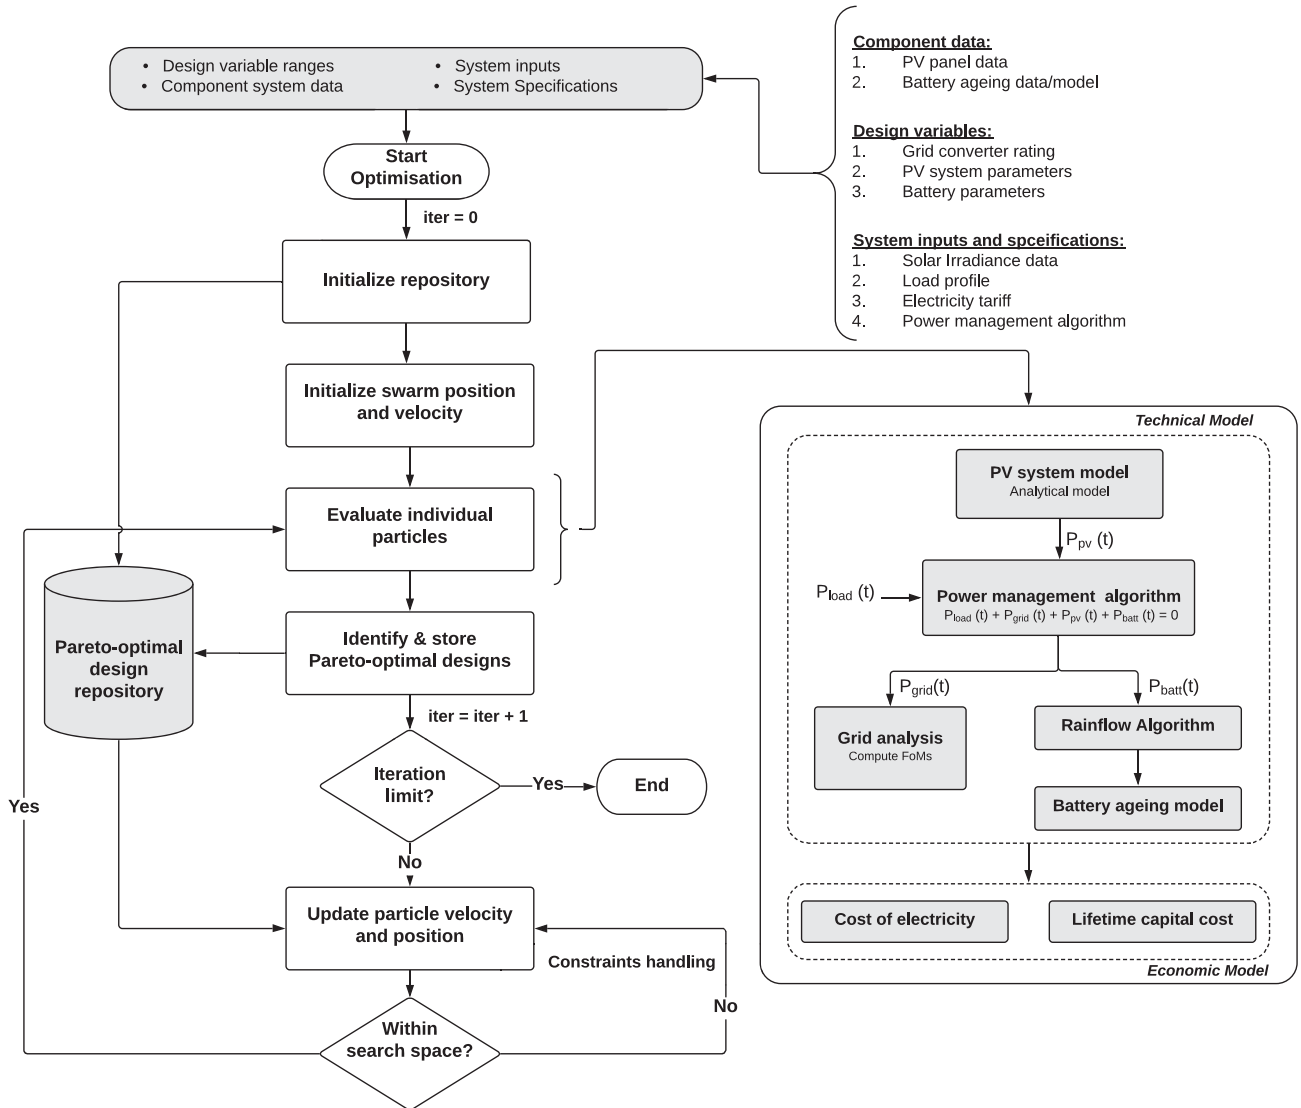 • Design variable ranges
• Component system data
• System inputs
• System Specifications
Start
Optimisation
iter = 0
Initialize repository
Initialize swarm position
and velocity
Evaluate individual
particles
Identify & store
Pareto-optimal designs
Pareto-optimal
design
repository
iter = iter + 1
Iteration
limit?
Yes
End
No
Yes
Update particle velocity
and position
Constraints handling
No
Within
search space?
Component data:
1. PV panel data
2. Battery ageing data/model
Design variables:
1. Grid converter rating
2. PV system parameters
3. Battery parameters
System inputs and spceifications:
1. Solar Irradiance data
2. Load profile
3. Electricity tariff
4. Power management algorithm
Technical Model
PV system model
Analytical model
Ppv (t)
Pload (t)
Power management algorithm
Pload (t) + Pgrid (t) + Ppv (t) + Pbatt (t) = 0
Pgrid(t)
Pbatt(t)
Grid analysis
Compute FoMs
Rainflow Algorithm
Battery ageing model
Cost of electricity
Lifetime capital cost
Economic Model